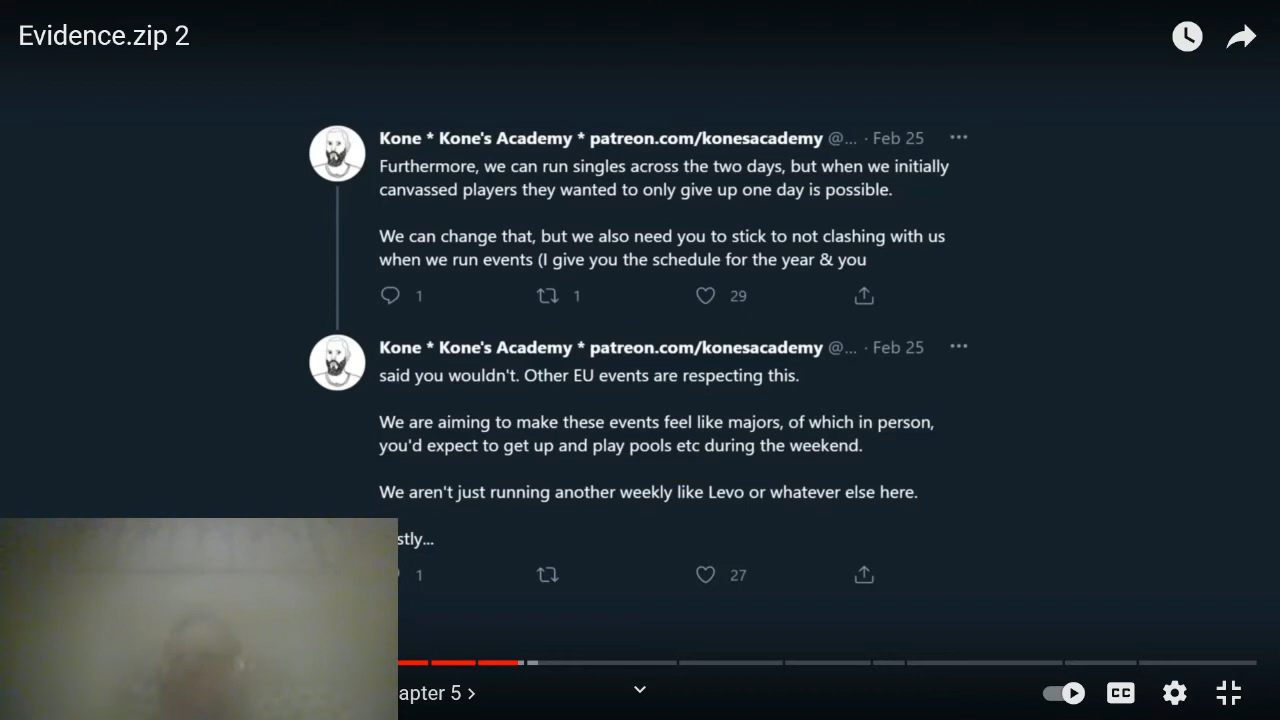 Evidence.zip 2
Kone * Kone's Academy * patreon.com/konesacademy @... · Feb 25 ...
Furthermore, we can run singles across the two days, but when we initially
canvassed players they wanted to only give up one day is possible.
We can change that, but we also need you to stick to not clashing with us
when we run events (I give you the schedule for the year & you
1 1 29
Kone * Kone's Academy * patreon.com/konesacademy @... · Feb 25 ...
said you wouldn't. Other EU events are respecting this.
We are aiming to make these events feel like majors, of which in person,
you'd expect to get up and play pools etc during the weekend.
We aren't just running another weekly like Levo or whatever else here.
stly...
1 27
apter 5 >
CC